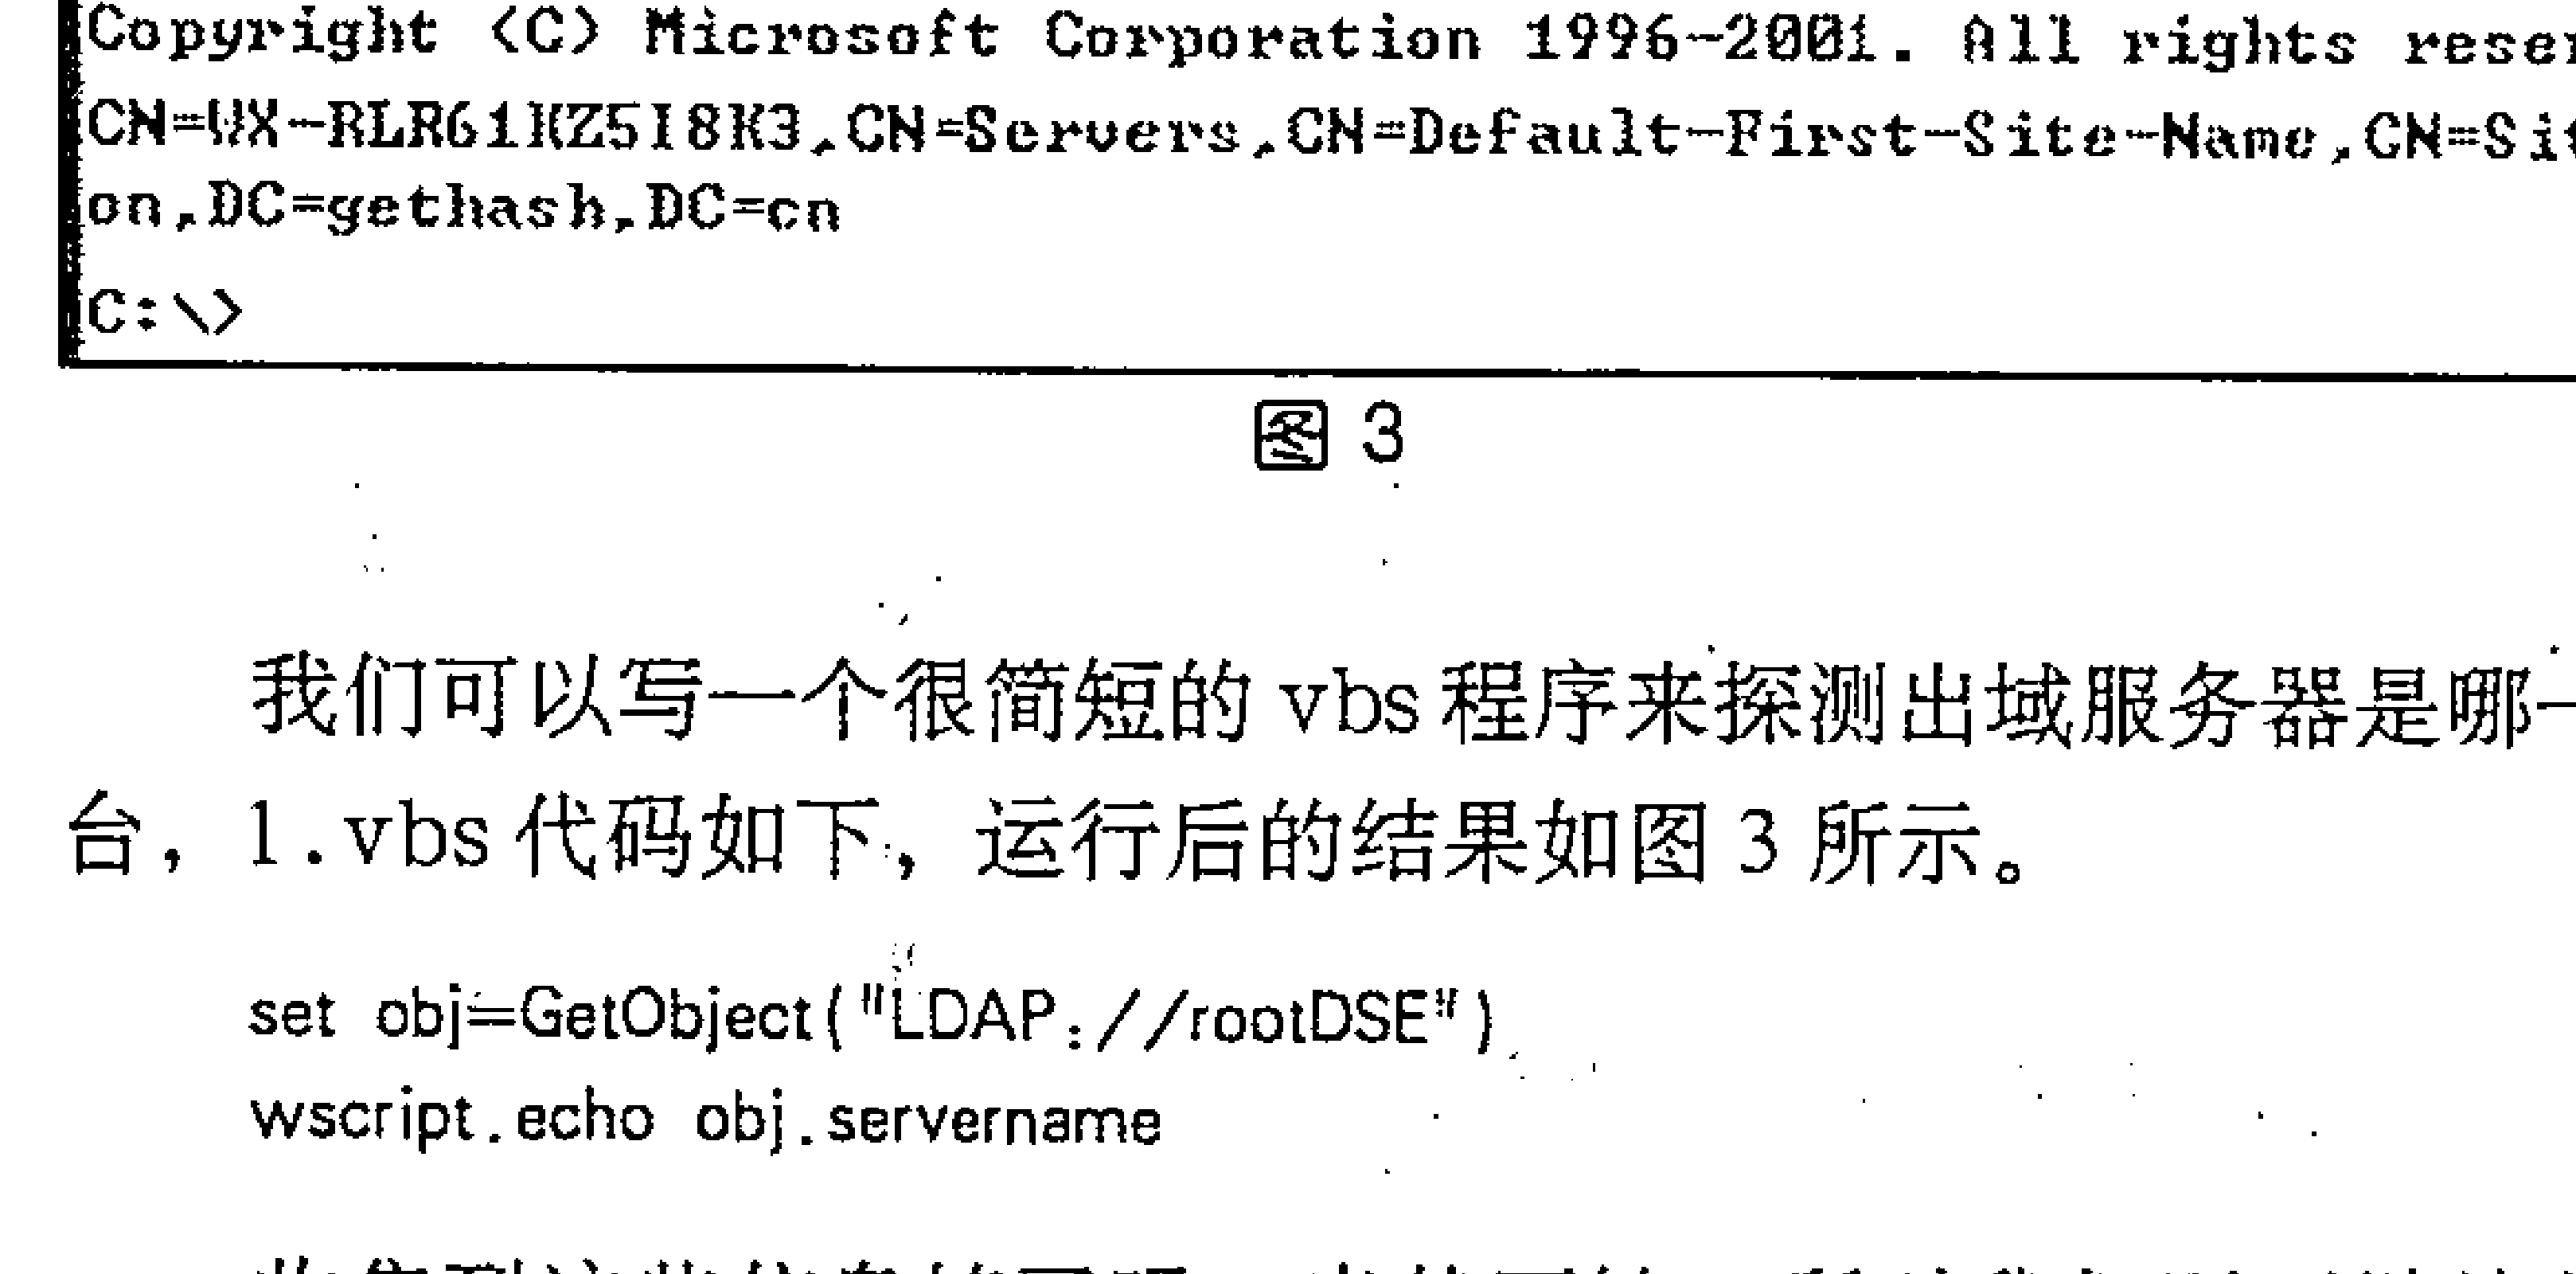 Copyright (C) Microsoft Corporation 1996-2001. All rights reser
CN=WX-RLR61KZ5I8K3,CN=Servers,CN=Default-First-Site-Name,CN=Sit
on,DC=gethash,DC=cn
C:\>
图 3
我们可以写一个很简短的 vbs 程序来探测出域服务器是哪一
台，1.vbs 代码如下，运行后的结果如图 3 所示。
set obj=GetObject("LDAP://rootDSE")
wscript.echo obj.servername